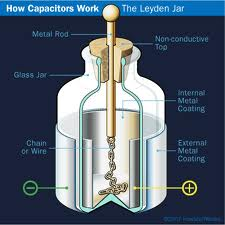 How Capacitors Work
The Leyden Jar
Metal Rod
Non-conductive
Top
Glass Jar
Internal
Metal
Coating
Chain
or Wire
External
Metal
Coating
−
+